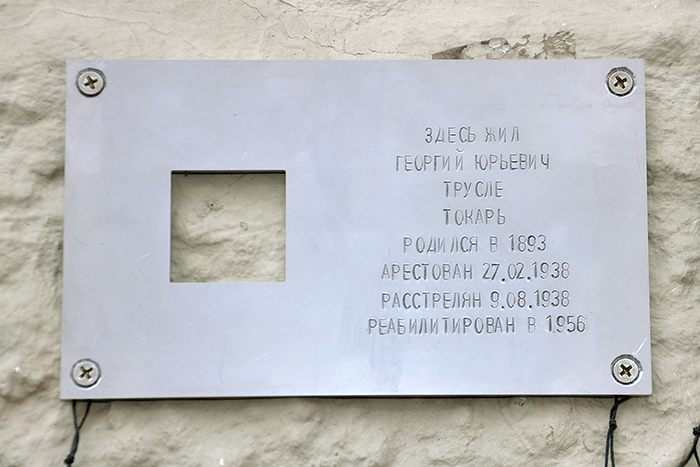 ЗДЕСЬ ЖИЛ
ГЕОРГИЙ ЮРЬЕВИЧ
ТРУСЛЕ
ТОКАРЬ
РОДИЛСЯ В 1893
АРЕСТОВАН 27.02.1938
РАССТРЕЛЯН 9.08.1938
РЕАБИЛИТИРОВАН В 1956